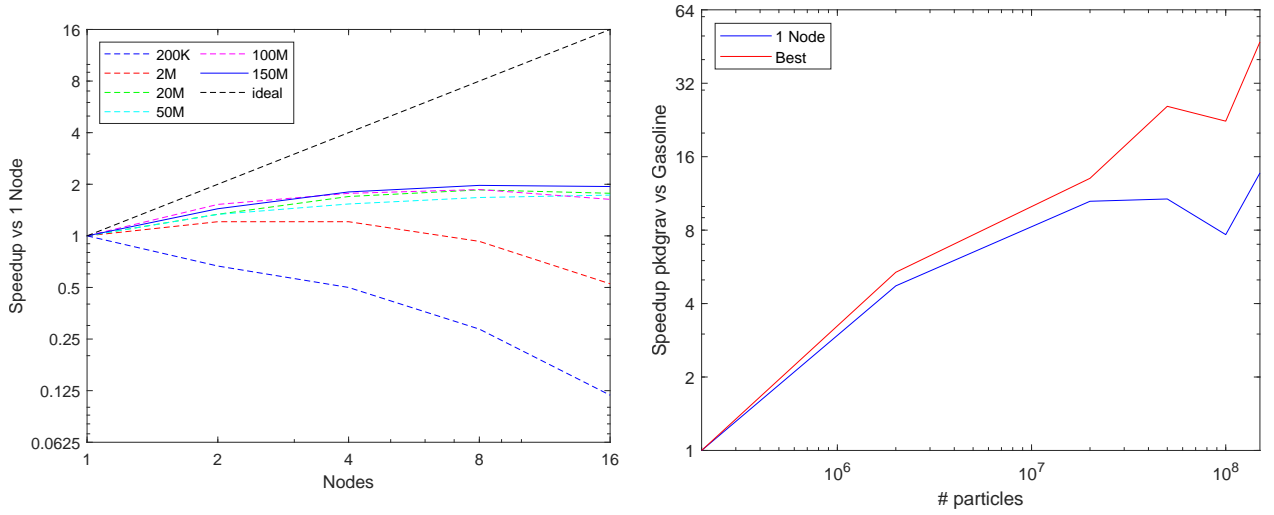 16
8
4
2
1
0.5
0.25
0.125
0.0625
Speedup vs 1 Node
200K
2M
20M
50M
100M
150M
ideal
1 2 4 8 16
Nodes
64
32
16
8
4
2
1
Speedup pkdgrav vs Gasoline
1 Node
Best
10^6 10^7 10^8
# particles